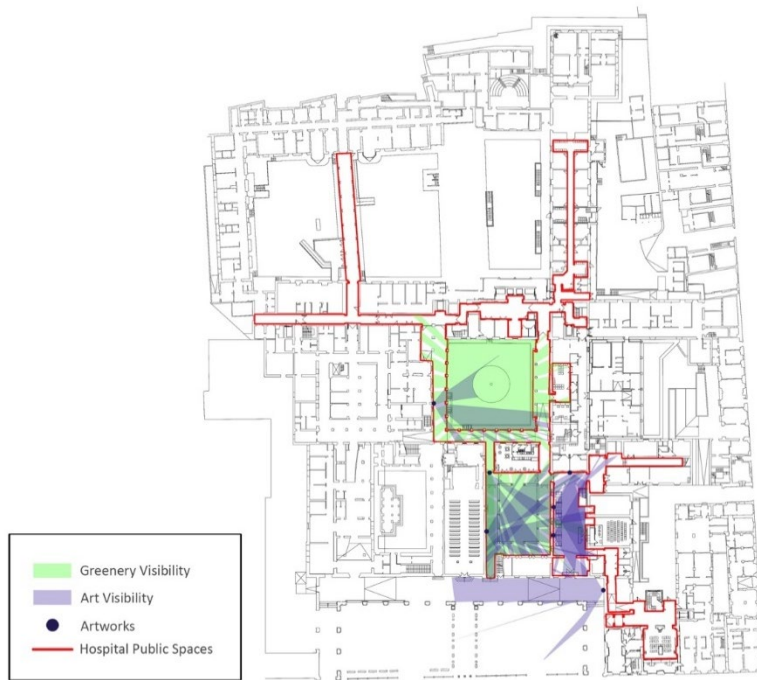 Greenery Visibility
Art Visibility
Artworks
Hospital Public Spaces